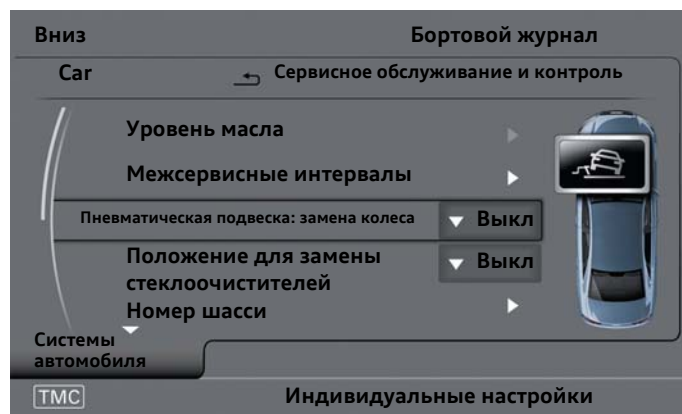 Вниз
Бортовой журнал
Car
Сервисное обслуживание и контроль
Уровень масла
Межсервисные интервалы
Пневматическая подвеска: замена колеса
Выкл
Положение для замены
стеклоочистителей
Выкл
Номер шасси
Системы
автомобиля
TMC
Индивидуальные настройки